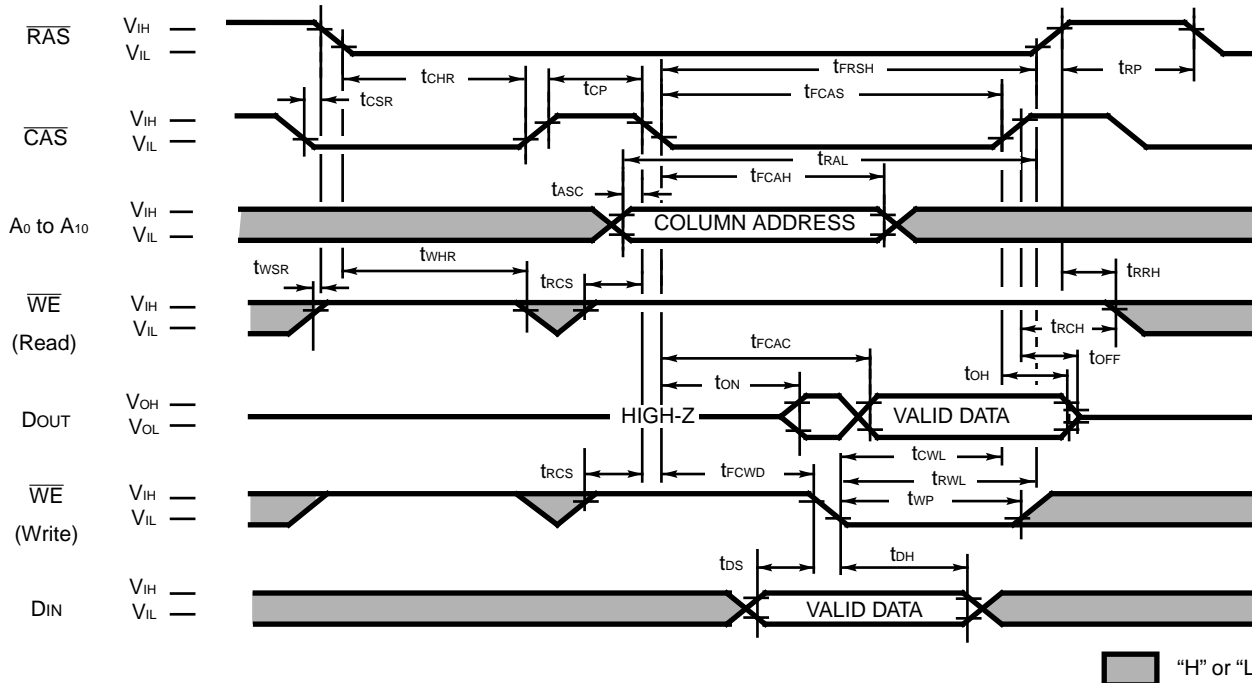 RAS
VIH
VIL
tCHR
tCP
tFRSH
tRP
tCSR
tFCAS
CAS
VIH
VIL
tRAL
tFCAH
tASC
A0 to A10
VIH
VIL
COLUMN ADDRESS
tWSR
tWHR
tRCS
tRRH
WE
(Read)
VIH
VIL
tRCH
tFCAC
tOFF
tON
tOH
DOUT
VOH
VOL
HIGH-Z
VALID DATA
tRCS
tFCWD
tCWL
tRWL
WE
(Write)
VIH
VIL
tWP
tDS
tDH
DIN
VIH
VIL
VALID DATA
“H” or “L